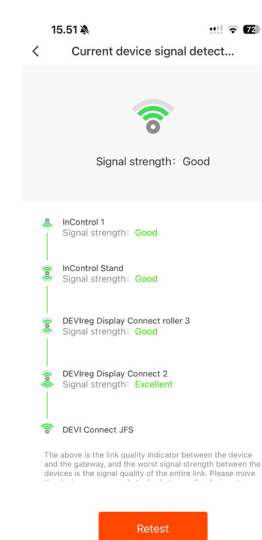 15.51
72
Current device signal detect...
Signal strength: Good
InControl 1
Signal strength: Good
InControl Stand
Signal strength: Good
DEVIreg Display Connect roller 3
Signal strength: Good
DEVIreg Display Connect 2
Signal strength: Excellent
DEVI Connect JFS
The above is the link quality indicator between the device
and the gateway, and the worst signal strength between the
devices is the signal quality of the entire link. Please move
Retest